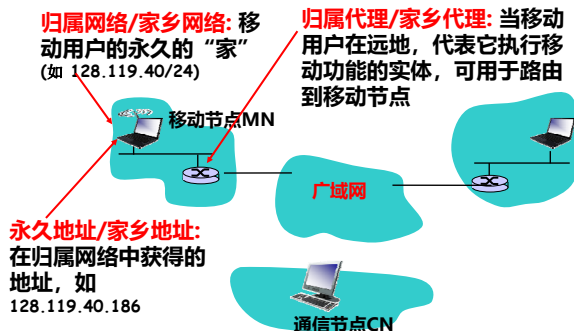 归属网络/家乡网络: 移
动用户的永久的“家”
(如 128.119.40/24)
归属代理/家乡代理: 当移动
用户在远地，代表它执行移
动功能的实体，可用于路由
到移动节点
移动节点MN
广域网
永久地址/家乡地址:
在归属网络中获得的
地址，如
128.119.40.186
通信节点CN